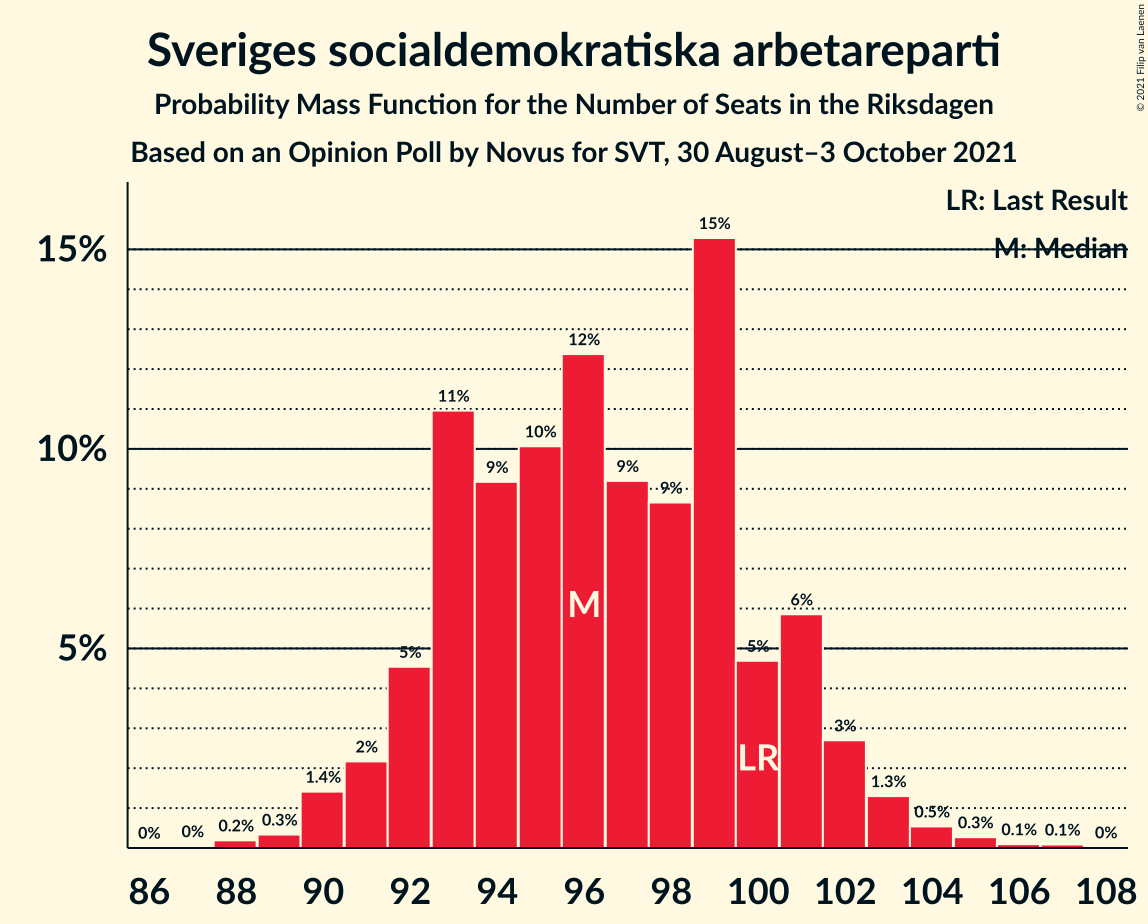 © 2021 Filip van Laenen
Sveriges socialdemokratiska arbetareparti
Probability Mass Function for the Number of Seats in the Riksdagen
Based on an Opinion Poll by Novus for SVT, 30 August–3 October 2021
LR: Last Result
M: Median
15%
10%
5%
0%
0%
0.2%
0.3%
1.4%
2%
5%
11%
9%
10%
12%
9%
9%
15%
5%
6%
3%
1.3%
0.5%
0.3%
0.1%
0.1%
0%
M
LR
86 88 90 92 94 96 98 100 102 104 106 108